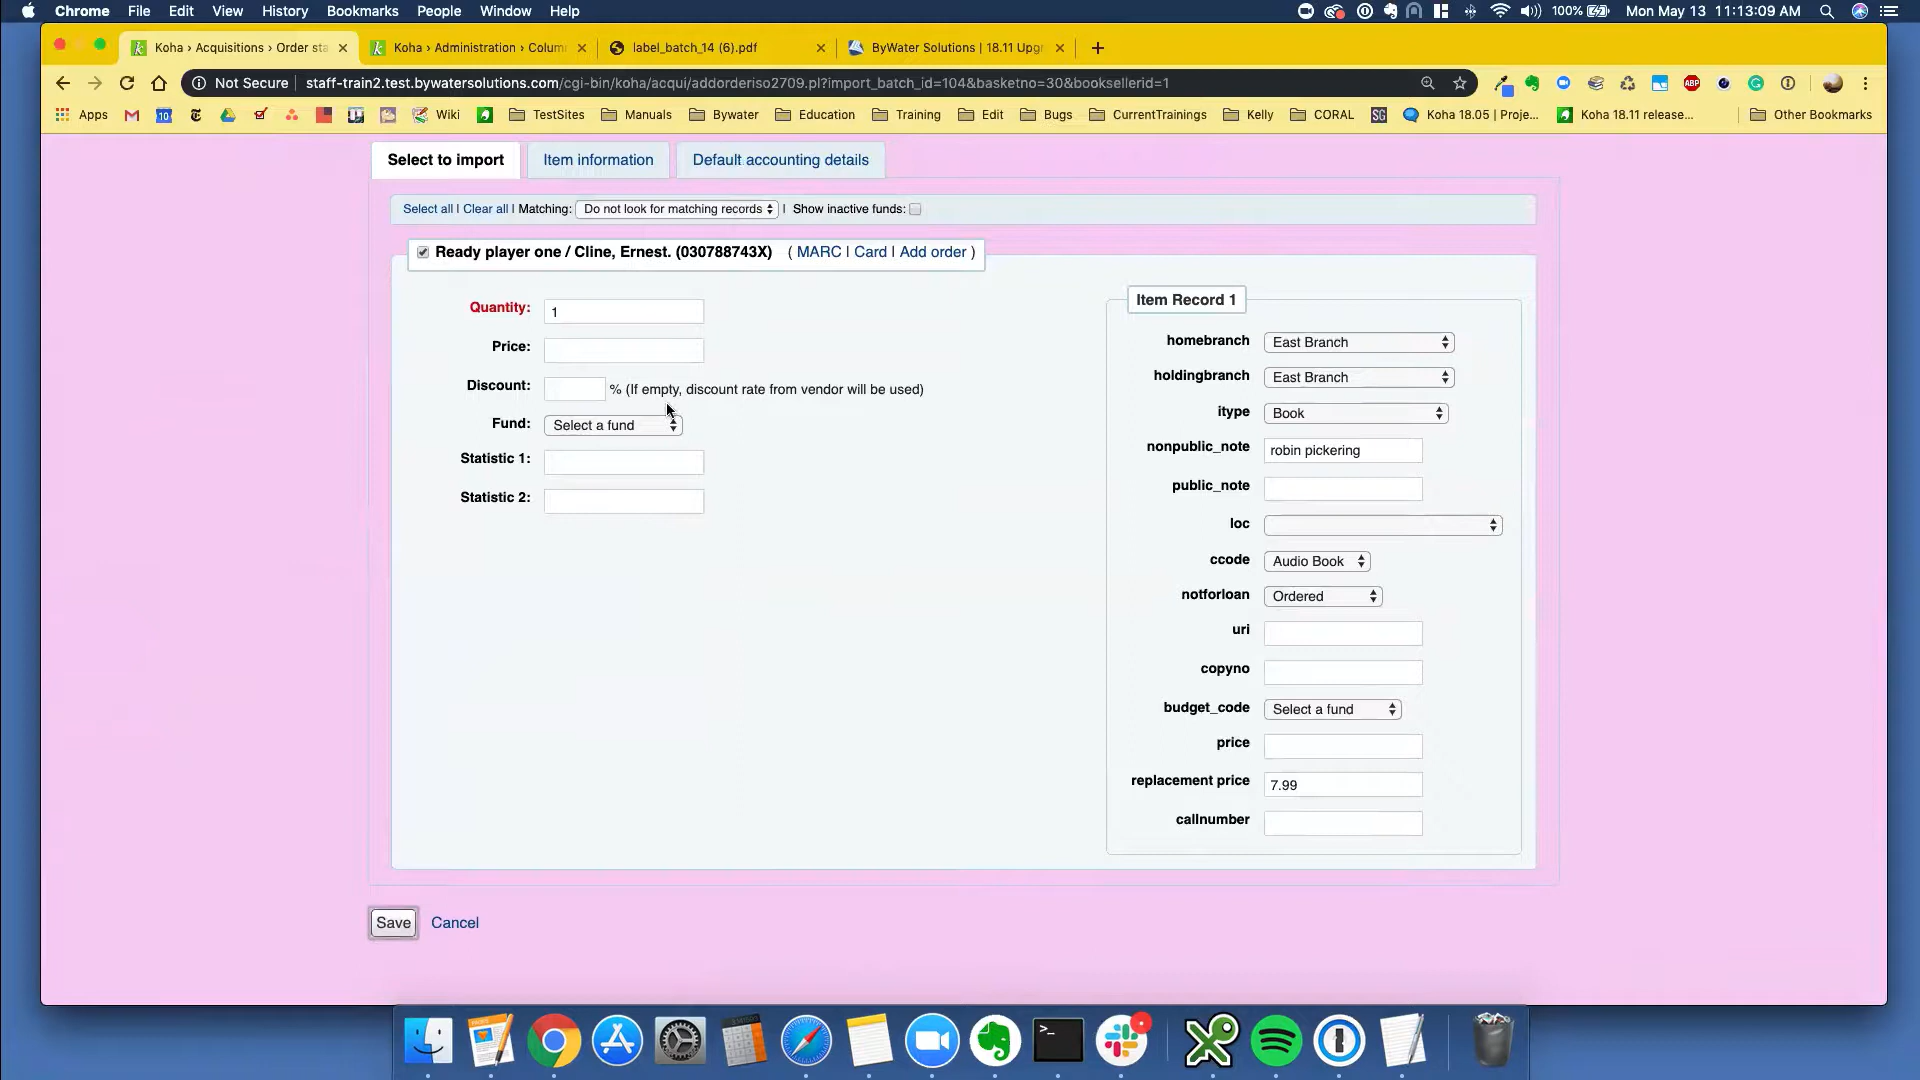 Chrome File Edit View History Bookmarks People Window Help 100% Mon May 13 11:13:09 AM
Koha › Acquisitions › Order sta
Koha › Administration › Colum
label_batch_14 (6).pdf
ByWater Solutions | 18.11 Upg
Not Secure staff-train2.test.bywatersolutions.com/cgi-bin/koha/acqui/addorderiso2709.pl?import_batch_id=104&basketno=30&booksellerid=1
Apps Wiki TestSites Manuals Bywater Education Training Edit Bugs CurrentTrainings Kelly CORAL SG Koha 18.05 | Proje... Koha 18.11 release... Other Bookmarks
Select to import Item information Default accounting details
Select all | Clear all | Matching: Do not look for matching records | Show inactive funds:
Ready player one / Cline, Ernest. (030788743X) ( MARC | Card | Add order )
Quantity: 1
Price:
Discount: % (If empty, discount rate from vendor will be used)
Fund: Select a fund
Statistic 1:
Statistic 2:
Item Record 1
homebranch East Branch
holdingbranch East Branch
itype Book
nonpublic_note robin pickering
public_note
loc
ccode Audio Book
notforloan Ordered
uri
copyno
budget_code Select a fund
price
replacement price 7.99
callnumber
Save Cancel